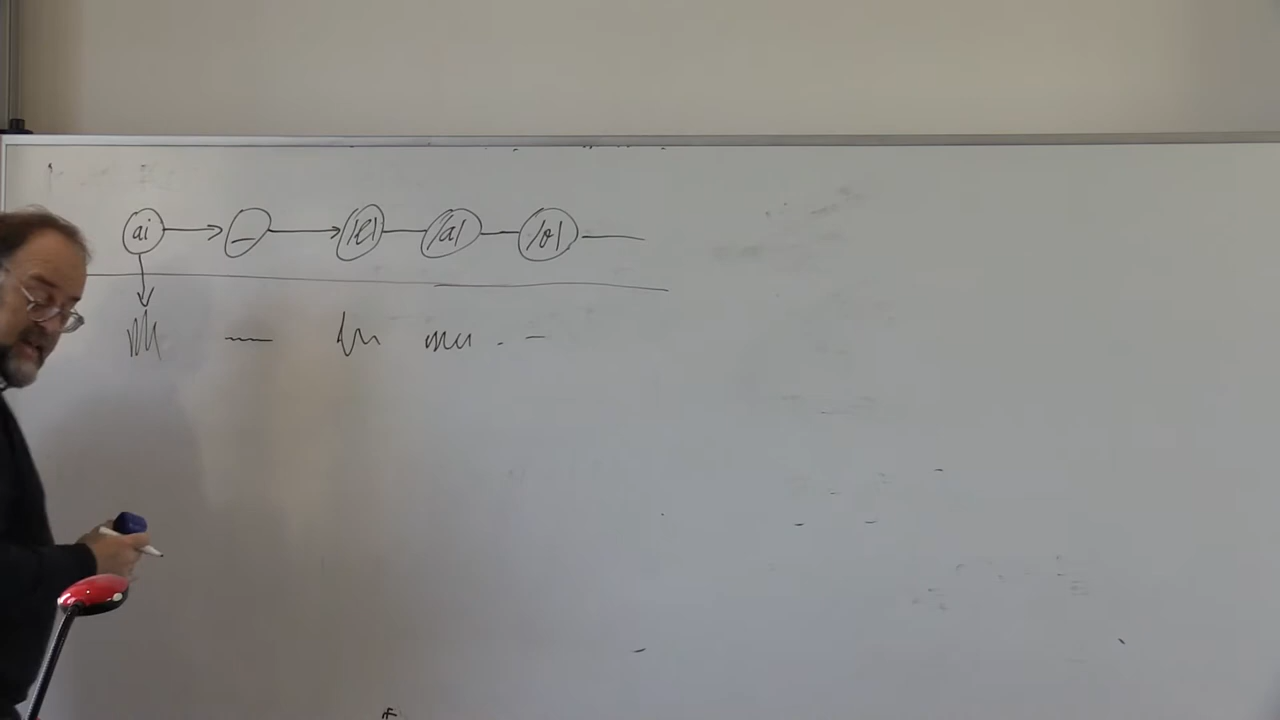 ai – /e/ /a/ /o/